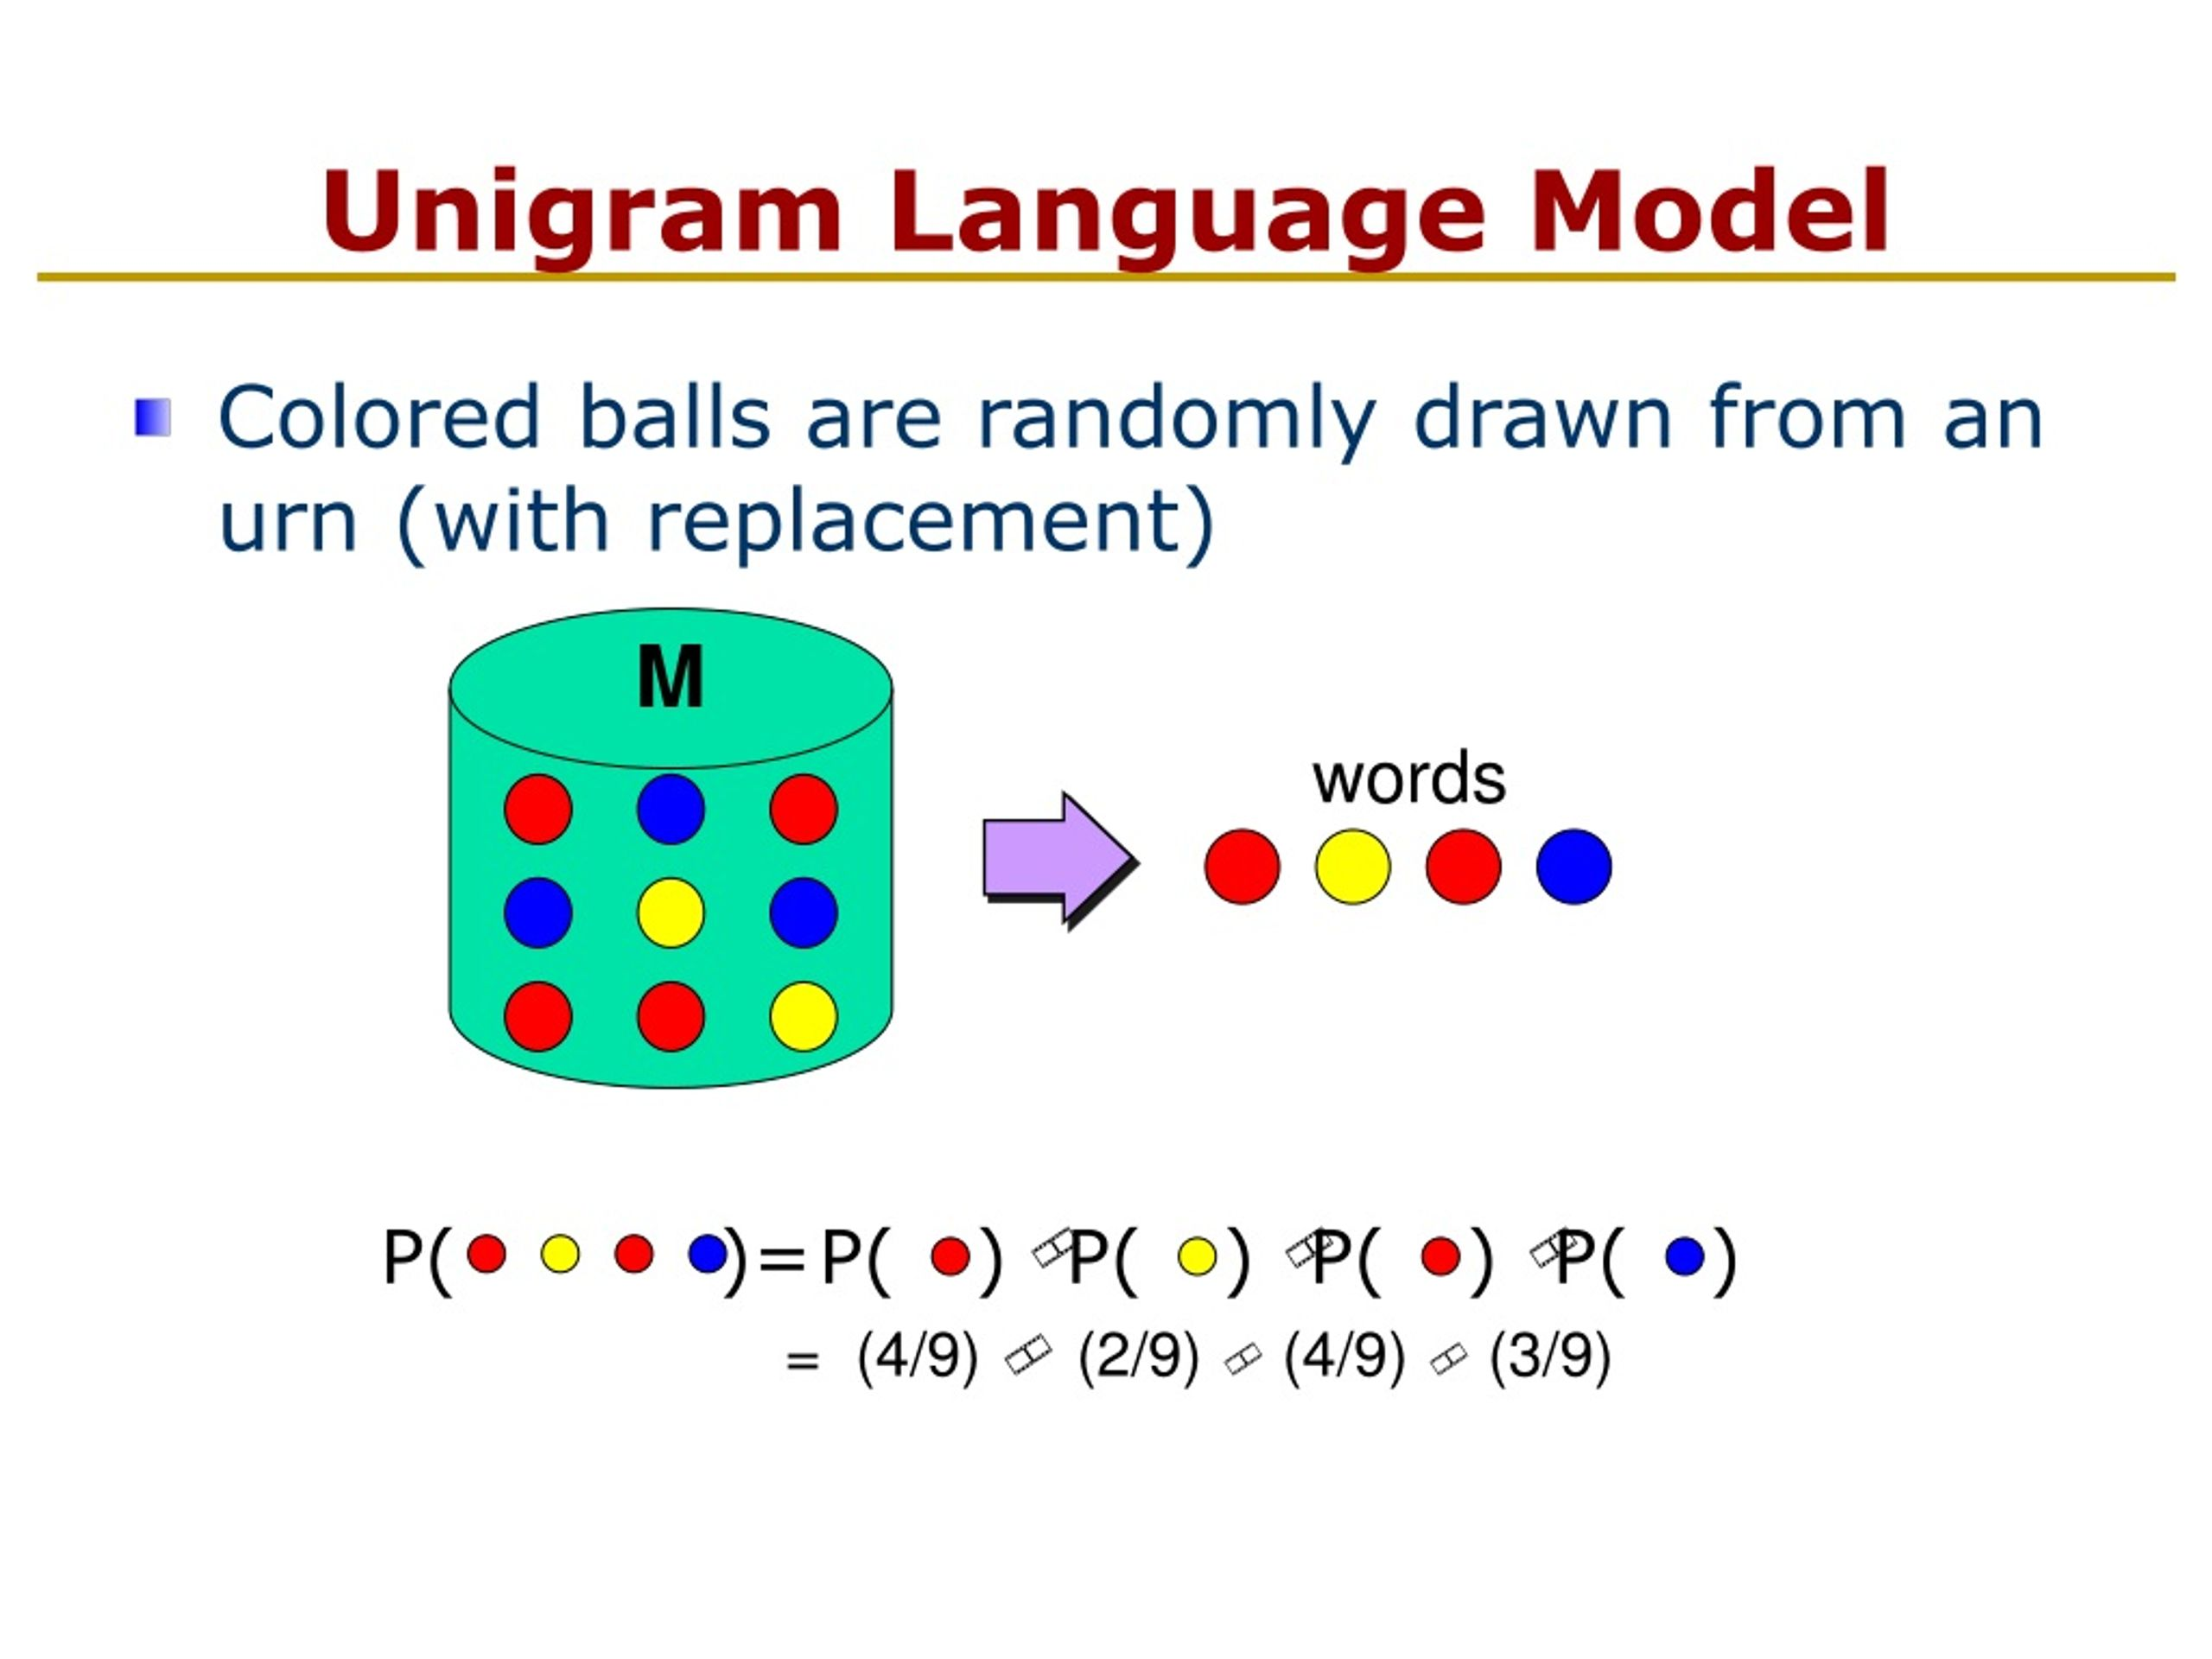 Unigram Language Model
Colored balls are randomly drawn from an
urn (with replacement)
M
words
P( ) = P( ) P( ) P( ) P( )
= (4/9) (2/9) (4/9) (3/9)